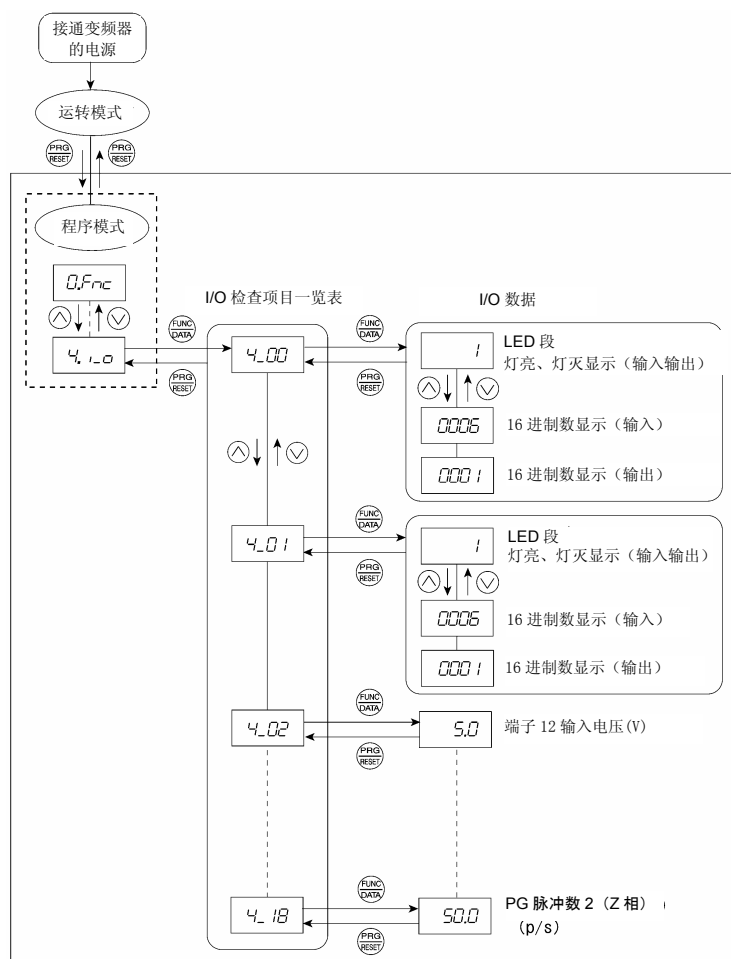 接通变频器
的电源
运转模式
PRG
RESET
PRG
RESET
程序模式
0.Fnc
4.i_o
I/O 检查项目一览表
I/O 数据
FUNC
DATA
PRG
RESET
4_00
FUNC
DATA
PRG
RESET
1
LED 段
灯亮、灯灭显示（输入输出）
0006
16 进制数显示（输入）
0001
16 进制数显示（输出）
4_01
FUNC
DATA
PRG
RESET
1
LED 段
灯亮、灯灭显示（输入输出）
0006
16 进制数显示（输入）
0001
16 进制数显示（输出）
4_02
FUNC
DATA
PRG
RESET
5.0
端子 12 输入电压(V)
4_18
FUNC
DATA
PRG
RESET
50.0
PG 脉冲数 2（Z 相）（
（p/s）